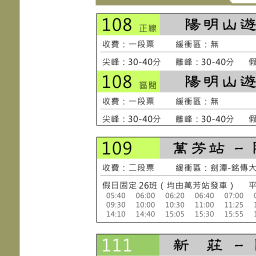 108 正線 陽明山遊
收費：一段票 緩衝區：無
尖峰：30-40分 離峰：30-40分 假
108 區間 陽明山遊
收費：一段票 緩衝區：無
尖峰：30-40分 離峰：30-40分 假
109 萬芳站 -
收費：二段票 緩衝區：劍潭-銘傳大
假日固定 26班（均由萬芳站發車） 平
05:40 06:00 06:20 06:40 07:00
09:30 10:00 10:30 11:00 11:25
14:10 14:40 15:05 15:30 15:55
111 新 莊 -